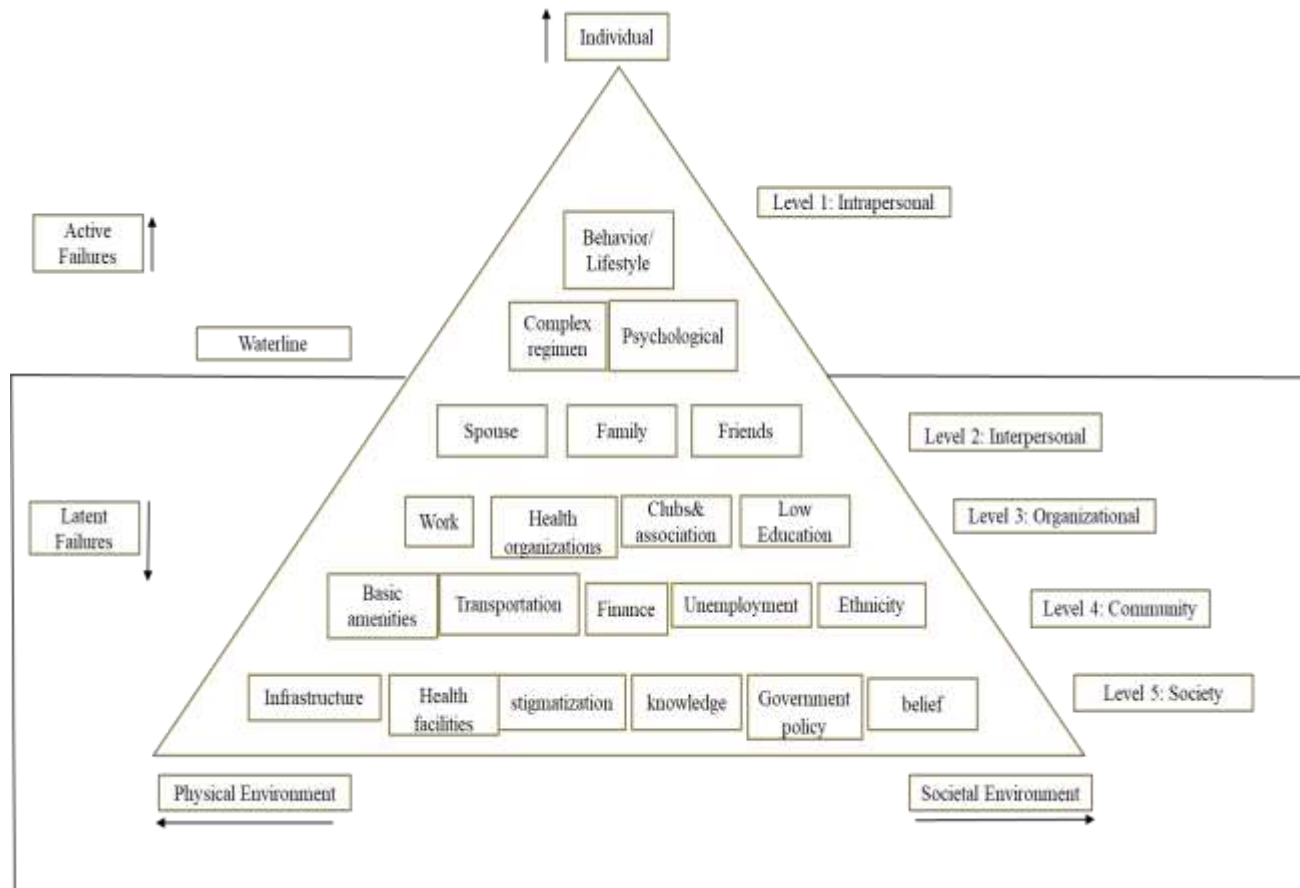 Individual
Level 1: Intrapersonal
Active
Failures
Behavior/
Lifestyle
Complex
regimen
Psychological
Waterline
Spouse
Family
Friends
Level 2: Interpersonal
Latent
Failures
Work
Health
organizations
Clubs&
association
Low
Education
Level 3: Organizational
Basic
amenities
Transportation
Finance
Unemployment
Ethnicity
Level 4: Community
Infrastructure
Health
facilities
stigmatization
knowledge
Government
policy
belief
Level 5: Society
Physical Environment
Societal Environment